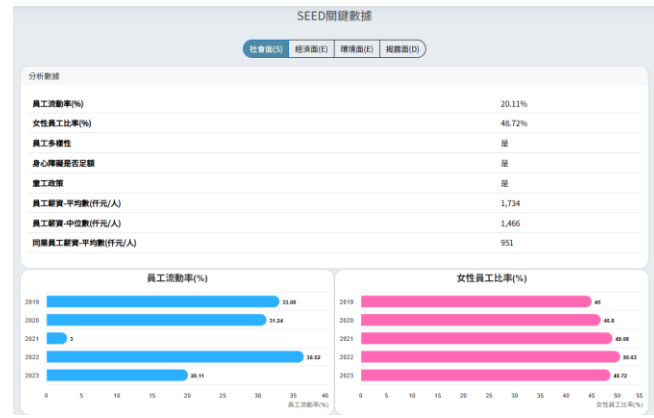 SEED關鍵數據
社會面(S) 經濟面(E) 環境面(E) 揭露面(D)
分析數據
員工流動率(%) 20.11%
女性員工比率(%) 48.72%
員工多樣性 是
身心障礙是否足額 是
童工政策 是
員工薪資-平均數(仟元/人) 1,734
員工薪資-中位數(仟元/人) 1,466
同業員工薪資-平均數(仟元/人) 951
員工流動率(%)
2019 33.08
2020 31.24
2021 3
2022 36.52
2023 20.11
0 5 10 15 20 25 30 35 40
員工流動率(%)
女性員工比率(%)
2019 45
2020 46.8
2021 49.08
2022 50.63
2023 48.72
0 5 10 15 20 25 30 35 40 45 50 55
女性員工比率(%)